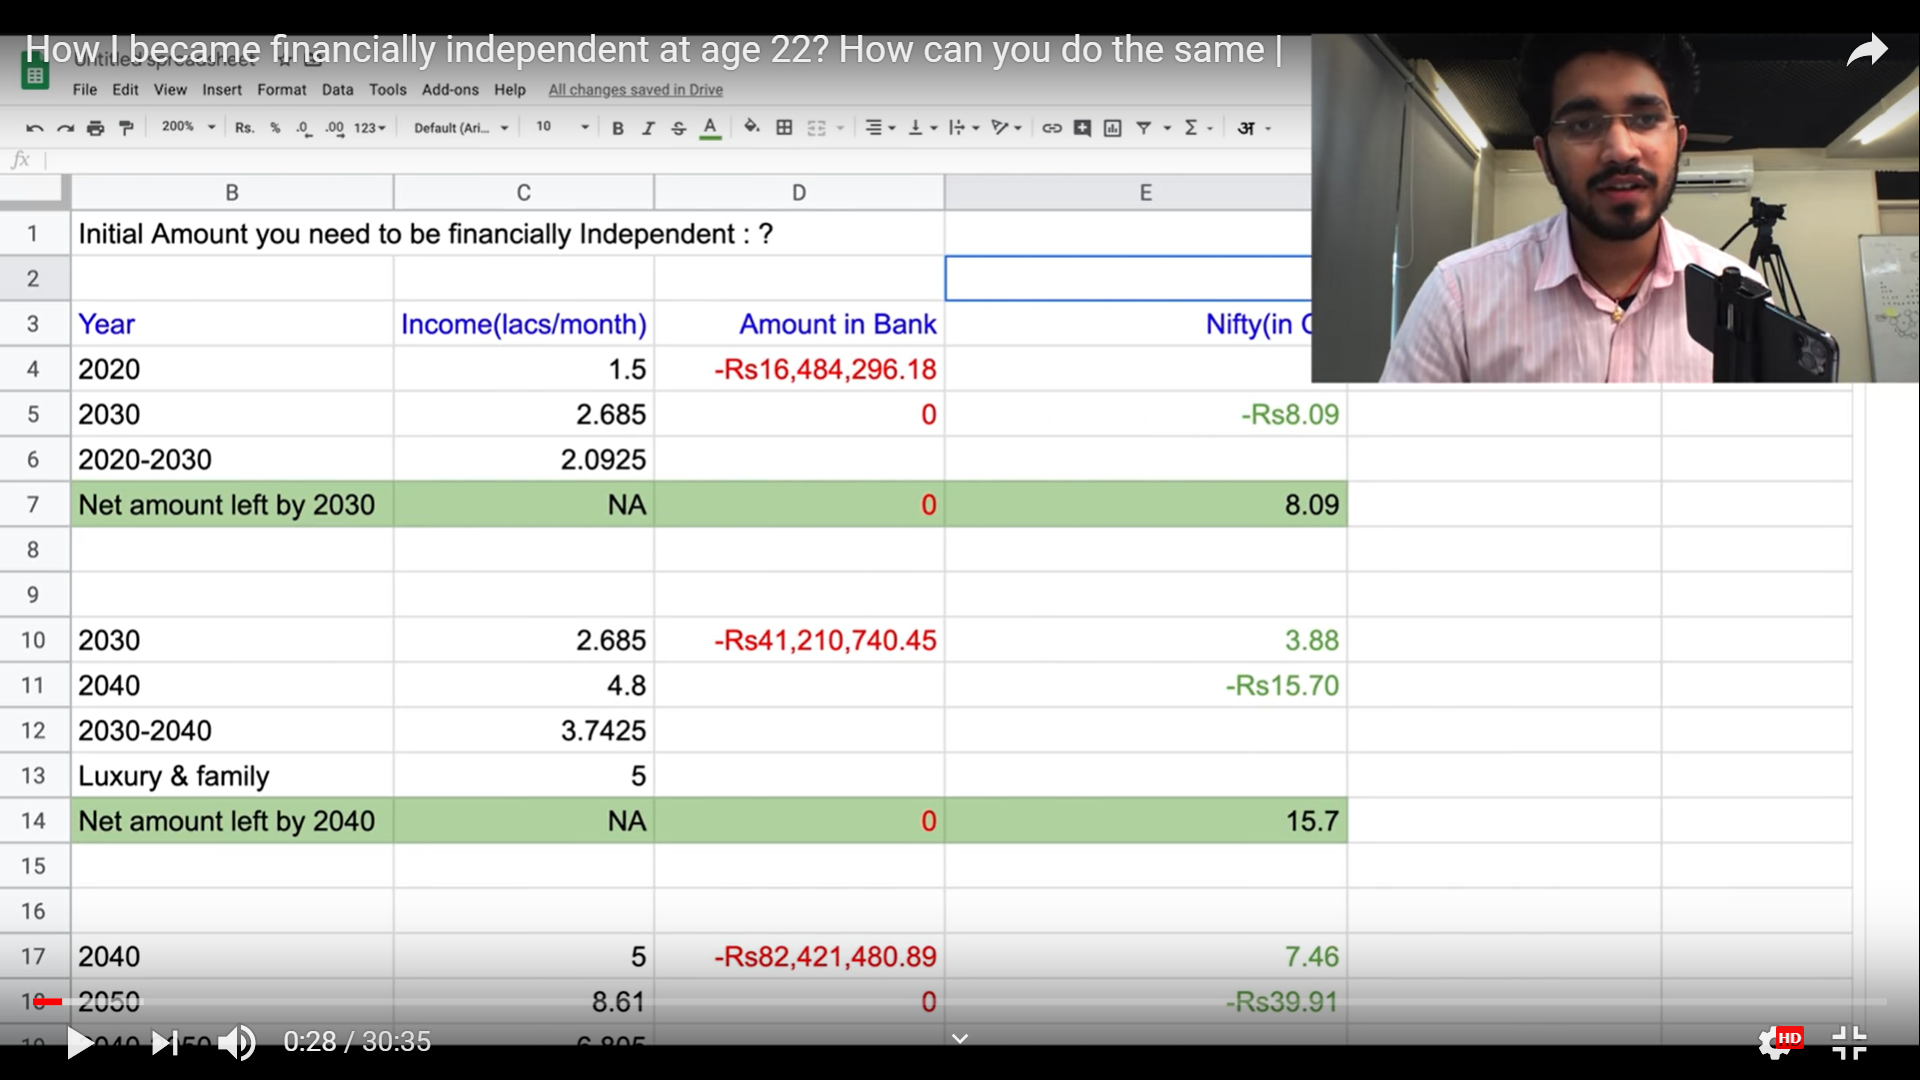 How I became financially independent at age 22? How can you do the same |
Untitled spreadsheet
File Edit View Insert Format Data Tools Add-ons Help All changes saved in Drive
200% Rs. % .0 .00 123 Default (Ari... 10 B I S A Σ अ
fx
B C D E
1 Initial Amount you need to be financially Independent : ?
2
3 Year Income(lacs/month) Amount in Bank Nifty(in
4 2020 1.5 -Rs16,484,296.18
5 2030 2.685 0 -Rs8.09
6 2020-2030 2.0925
7 Net amount left by 2030 NA 0 8.09
8
9
10 2030 2.685 -Rs41,210,740.45 3.88
11 2040 4.8 -Rs15.70
12 2030-2040 3.7425
13 Luxury & family 5
14 Net amount left by 2040 NA 0 15.7
15
16
17 2040 5 -Rs82,421,480.89 7.46
18 2050 8.61 0 -Rs39.91
0:28 / 30:35 HD